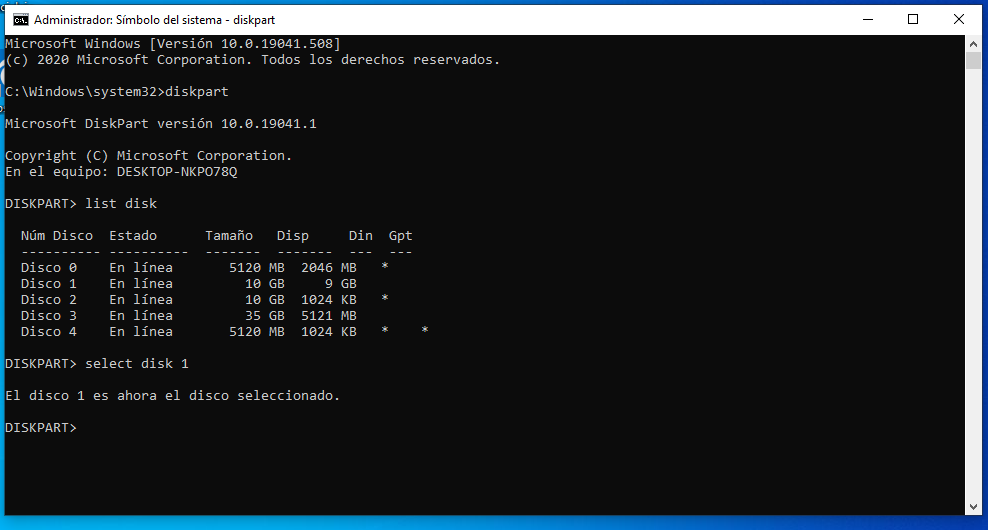 Administrador: Símbolo del sistema - diskpart
Microsoft Windows [Versión 10.0.19041.508]
(c) 2020 Microsoft Corporation. Todos los derechos reservados.
C:\Windows\system32>diskpart
Microsoft DiskPart versión 10.0.19041.1
Copyright (C) Microsoft Corporation.
En el equipo: DESKTOP-NKPO78Q
DISKPART> list disk
  Núm Disco  Estado      Tamaño   Disp     Din  Gpt
  ---------- ----------  -------  -------  ---  ---
  Disco 0    En línea       5120 MB  2046 MB   *
  Disco 1    En línea         10 GB     9 GB
  Disco 2    En línea         10 GB  1024 KB   *
  Disco 3    En línea         35 GB  5121 MB
  Disco 4    En línea       5120 MB  1024 KB   *    *
DISKPART> select disk 1
El disco 1 es ahora el disco seleccionado.
DISKPART>